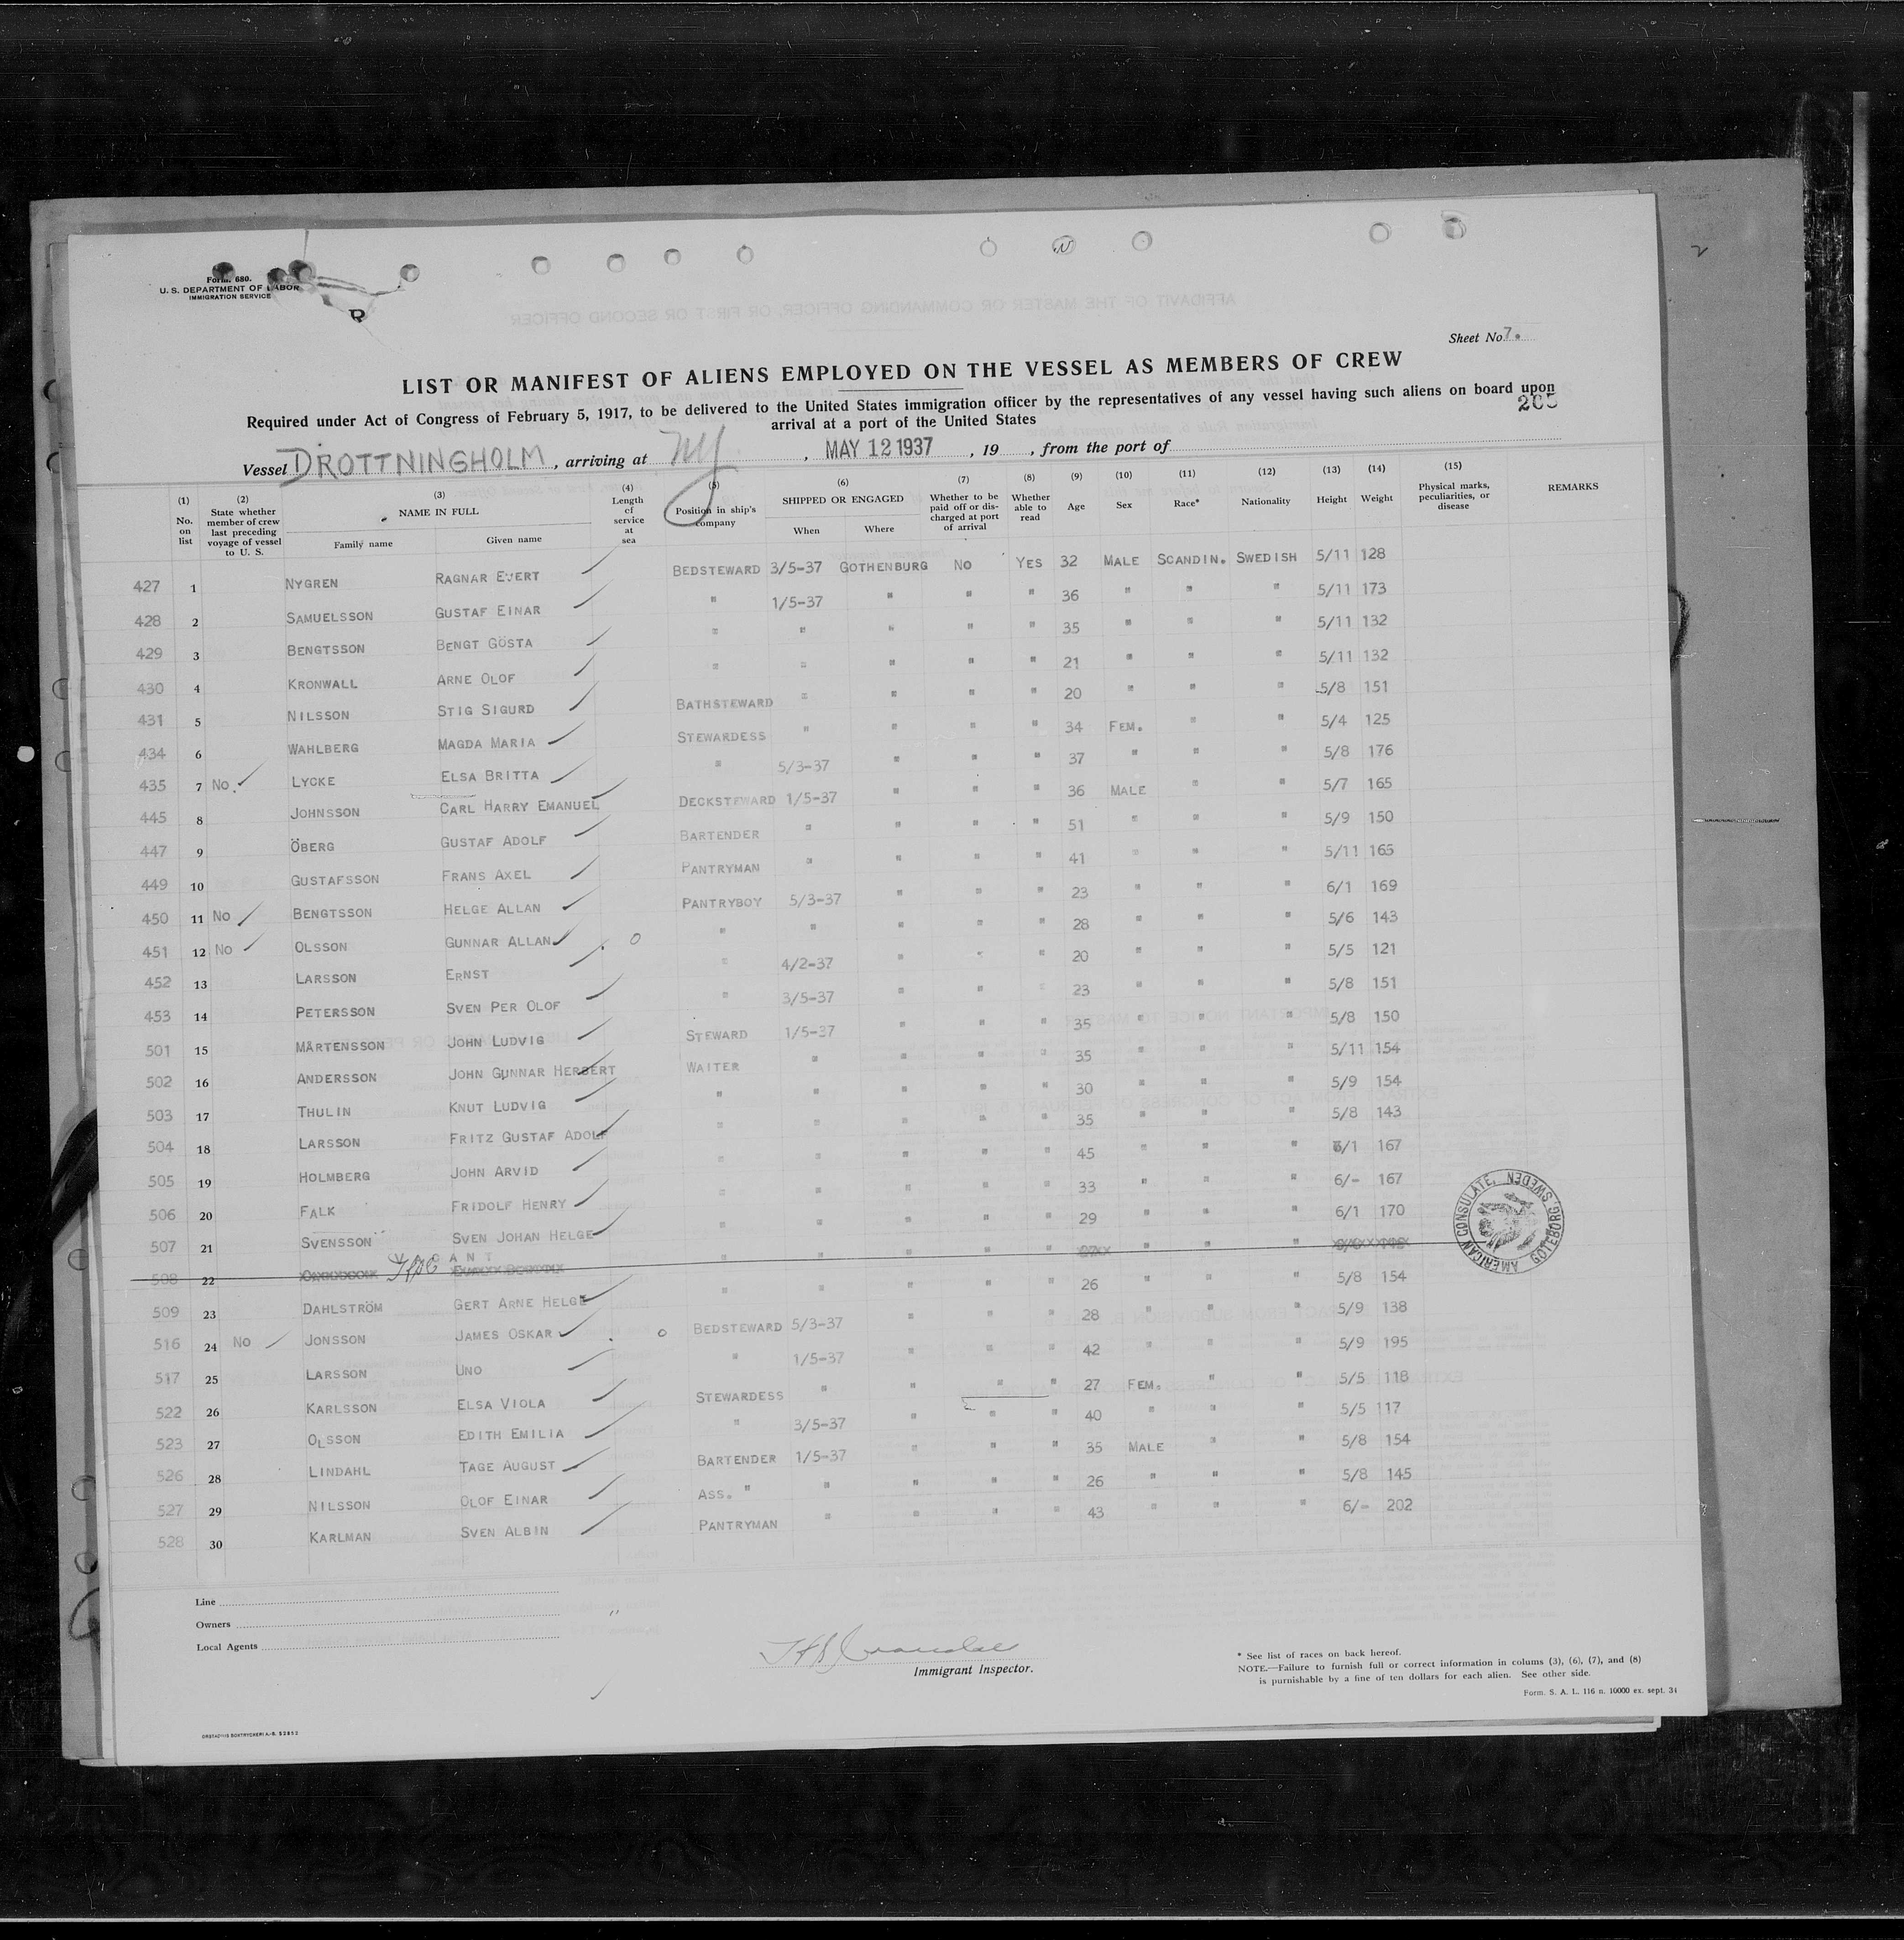 Form. 680.
U. S. DEPARTMENT OF LABOR
IMMIGRATION SERVICE
R
Sheet No 7.
LIST OR MANIFEST OF ALIENS EMPLOYED ON THE VESSEL AS MEMBERS OF CREW
Required under Act of Congress of February 5, 1917, to be delivered to the United States immigration officer by the representatives of any vessel having such aliens on board upon
arrival at a port of the United States
Vessel DROTTNINGHOLM, arriving at NY, MAY 12 1937, 19, from the port of
(1) No. on list (2) State whether member of crew last preceding voyage of vessel to U. S. (3) NAME IN FULL Family name Given name (4) Length of service at sea (5) Position in ship's company (6) SHIPPED OR ENGAGED When Where (7) Whether to be paid off or discharged at port of arrival (8) Whether able to read (9) Age (10) Sex (11) Race* (12) Nationality (13) Height (14) Weight (15) Physical marks, peculiarities, or disease REMARKS
427 1 NYGREN RAGNAR EVERT BEDSTEWARD 3/5-37 GOTHENBURG NO YES 32 MALE SCANDIN. SWEDISH 5/11 128
428 2 SAMUELSSON GUSTAF EINAR " 1/5-37 " " " 36 " " " 5/11 173
429 3 BENGTSSON BENGT GÖSTA " " " " " 35 " " " 5/11 132
430 4 KRONWALL ARNE OLOF " " " " " 21 " " " 5/11 132
431 5 NILSSON STIG SIGURD BATHSTEWARD " " " " 20 " " " 5/8 151
434 6 WAHLBERG MAGDA MARIA STEWARDESS " " " " 34 FEM. " " 5/4 125
435 7 No LYCKE ELSA BRITTA " 5/3-37 " " " 37 " " " 5/8 176
445 8 JOHNSSON CARL HARRY EMANUEL DECKSTEWARD 1/5-37 " " " 36 MALE " " 5/7 165
447 9 ÖBERG GUSTAF ADOLF BARTENDER " " " " 51 " " " 5/9 150
449 10 GUSTAFSSON FRANS AXEL PANTRYMAN " " " " 41 " " " 5/11 165
450 11 No BENGTSSON HELGE ALLAN PANTRYBOY 5/3-37 " " " 23 " " " 6/1 169
451 12 No OLSSON GUNNAR ALLAN 0 " " " " " 28 " " " 5/6 143
452 13 LARSSON ERNST " 4/2-37 " " " 20 " " " 5/5 121
453 14 PETERSSON SVEN PER OLOF " 3/5-37 " " " 23 " " " 5/8 151
501 15 MÅRTENSSON JOHN LUDVIG STEWARD 1/5-37 " " " 35 " " " 5/8 150
502 16 ANDERSSON JOHN GUNNAR HERBERT WAITER " " " " 35 " " " 5/11 154
503 17 THULIN KNUT LUDVIG " " " " " 30 " " " 5/9 154
504 18 LARSSON FRITZ GUSTAF ADOLF " " " " " 35 " " " 5/8 143
505 19 HOLMBERG JOHN ARVID " " " " " 45 " " " 6/1 167
506 20 FALK FRIDOLF HENRY " " " " " 33 " " " 6/- 167
507 21 SVENSSON SVEN JOHAN HELGE " " " " " 29 " " " 6/1 170
508 22 " " " " " " " "
509 23 DAHLSTRÖM GERT ARNE HELGE " " " " " 26 " " " 5/8 154
516 24 No JONSSON JAMES OSKAR 0 BEDSTEWARD 5/3-37 " " " 28 " " " 5/9 138
517 25 LARSSON UNO " 1/5-37 " " " 42 " " " 5/9 195
522 26 KARLSSON ELSA VIOLA STEWARDESS " " " " 27 FEM. " " 5/5 118
523 27 OLSSON EDITH EMILIA " 3/5-37 " " " 40 " " " 5/5 117
526 28 LINDAHL TAGE AUGUST BARTENDER 1/5-37 " " " 35 MALE " " 5/8 154
527 29 NILSSON OLOF EINAR ASS. " " " " " 26 " " " 5/8 145
528 30 KARLMAN SVEN ALBIN PANTRYMAN " " " " 43 " " " 6/- 202
AMERICAN CONSULATE, GÖTEBORG, SWEDEN
Line
Owners
Local Agents
Immigrant Inspector.
* See list of races on back hereof.
NOTE.—Failure to furnish full or correct information in colums (3), (6), (7), and (8)
is purnishable by a fine of ten dollars for each alien. See other side.
Form. S. A. L. 116 n. 10000 ex. sept. 34